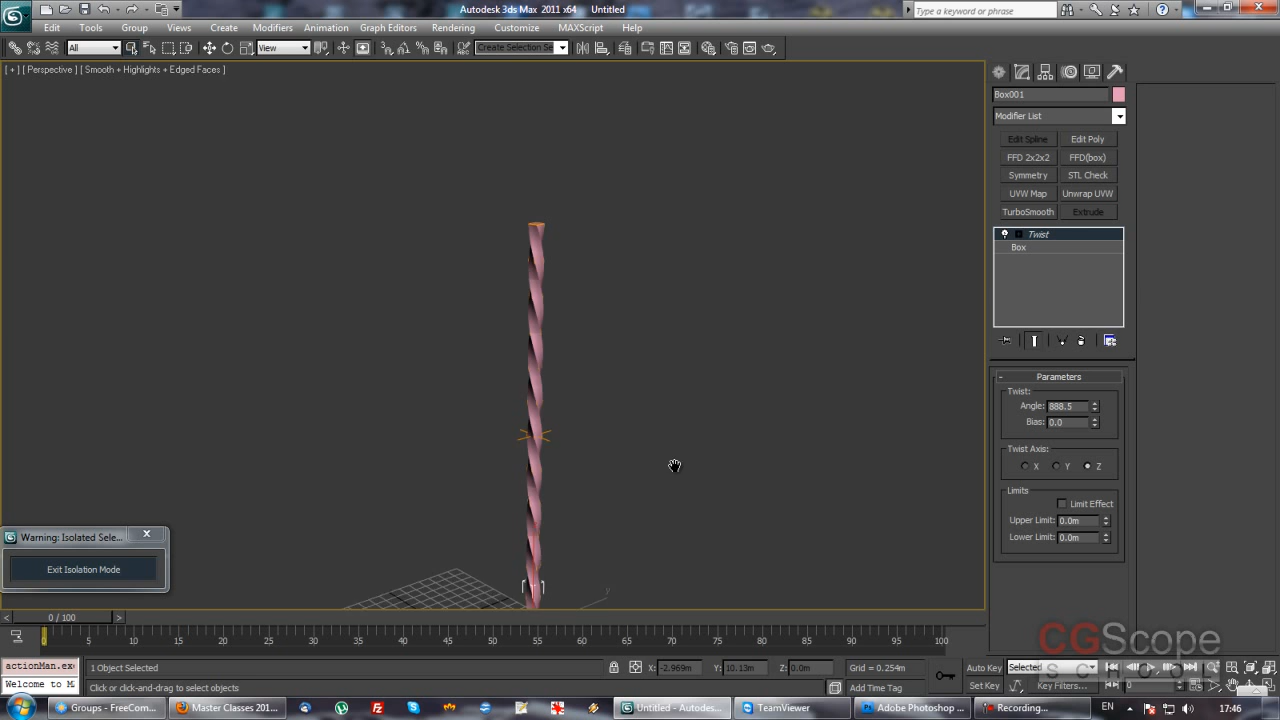 Autodesk 3ds Max 2011 x64 Untitled
Type a keyword or phrase
Edit Tools Group Views Create Modifiers Animation Graph Editors Rendering Customize MAXScript Help
All View Create Selection Se
[ + ] [ Perspective ] [ Smooth + Highlights + Edged Faces ]
Box001
Modifier List
Edit Spline Edit Poly
FFD 2x2x2 FFD(box)
Symmetry STL Check
UVW Map Unwrap UVW
TurboSmooth Extrude
Twist
Box
- Parameters
Twist:
Angle: 888.5
Bias: 0.0
Twist Axis:
X Y Z
Limits
Limit Effect
Upper Limit: 0.0m
Lower Limit: 0.0m
Warning: Isolated Sele...
Exit Isolation Mode
y
< 0 / 100 >
0 5 10 15 20 25 30 35 40 45 50 55 60 65 70 75 80 85 90 95 100
CGScope
SCHOOL
actionMan.exe 1 Object Selected X: -2.969m Y: 10.13m Z: 0.0m Grid = 0.254m Auto Key Selected
Welcome to M Click or click-and-drag to select objects Add Time Tag Set Key Key Filters... 0
Groups - FreeCom... Master Classes 201... Untitled - Autodes... TeamViewer Adobe Photoshop ... Recording... EN 17:46